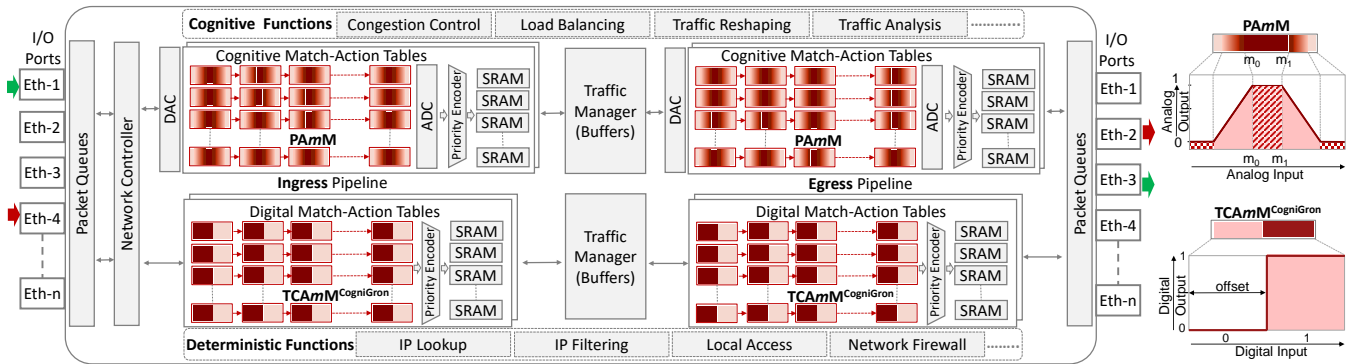 Cognitive Functions Congestion Control Load Balancing Traffic Reshaping Traffic Analysis
I/O
Ports
Eth-1
Eth-2
Eth-3
Eth-4
Eth-n
Packet Queues
Network Controller
Cognitive Match-Action Tables
DAC
PAmM
ADC
Priority Encoder
SRAM
SRAM
SRAM
SRAM
Ingress Pipeline
Digital Match-Action Tables
TCAmM^CogniGron
Priority Encoder
SRAM
SRAM
SRAM
SRAM
Traffic
Manager
(Buffers)
Traffic
Manager
(Buffers)
Cognitive Match-Action Tables
DAC
PAmM
ADC
Priority Encoder
SRAM
SRAM
SRAM
SRAM
Egress Pipeline
Digital Match-Action Tables
TCAmM^CogniGron
Priority Encoder
SRAM
SRAM
SRAM
SRAM
Packet Queues
I/O
Ports
Eth-1
Eth-2
Eth-3
Eth-4
Eth-n
Deterministic Functions IP Lookup IP Filtering Local Access Network Firewall
PAmM
m0 m1
1
Analog
Output
0
m0 m1
Analog Input
TCAmM^CogniGron
1
Digital
Output
offset
0
0 1
Digital Input